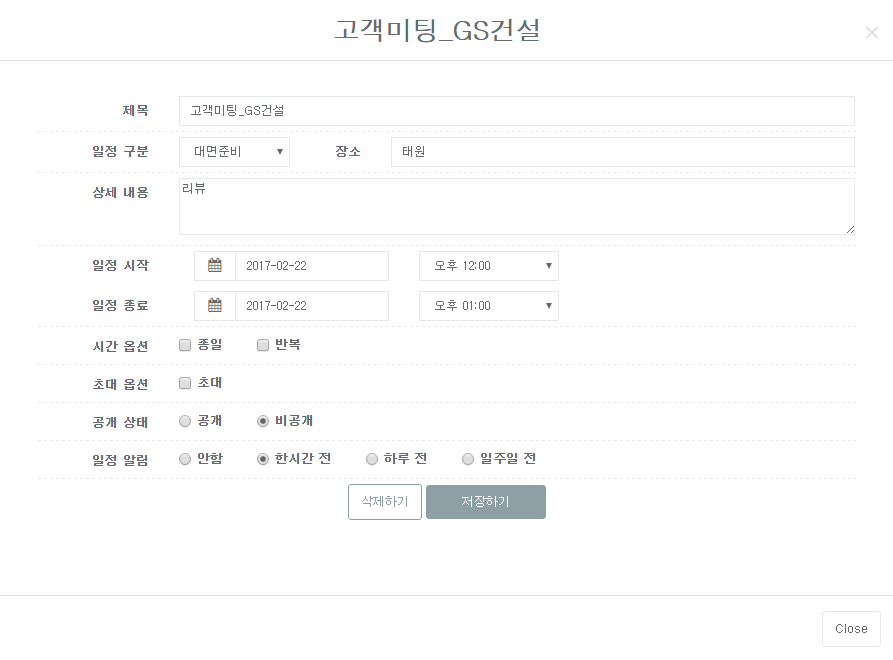 고객미팅_GS건설
제목 고객미팅_GS건설
일정 구분 대면준비 장소 태원
상세 내용 리뷰
일정 시작 2017-02-22 오후 12:00
일정 종료 2017-02-22 오후 01:00
시간 옵션 종일 반복
초대 옵션 초대
공개 상태 공개 비공개
일정 알림 안함 한시간 전 하루 전 일주일 전
삭제하기 저장하기
Close